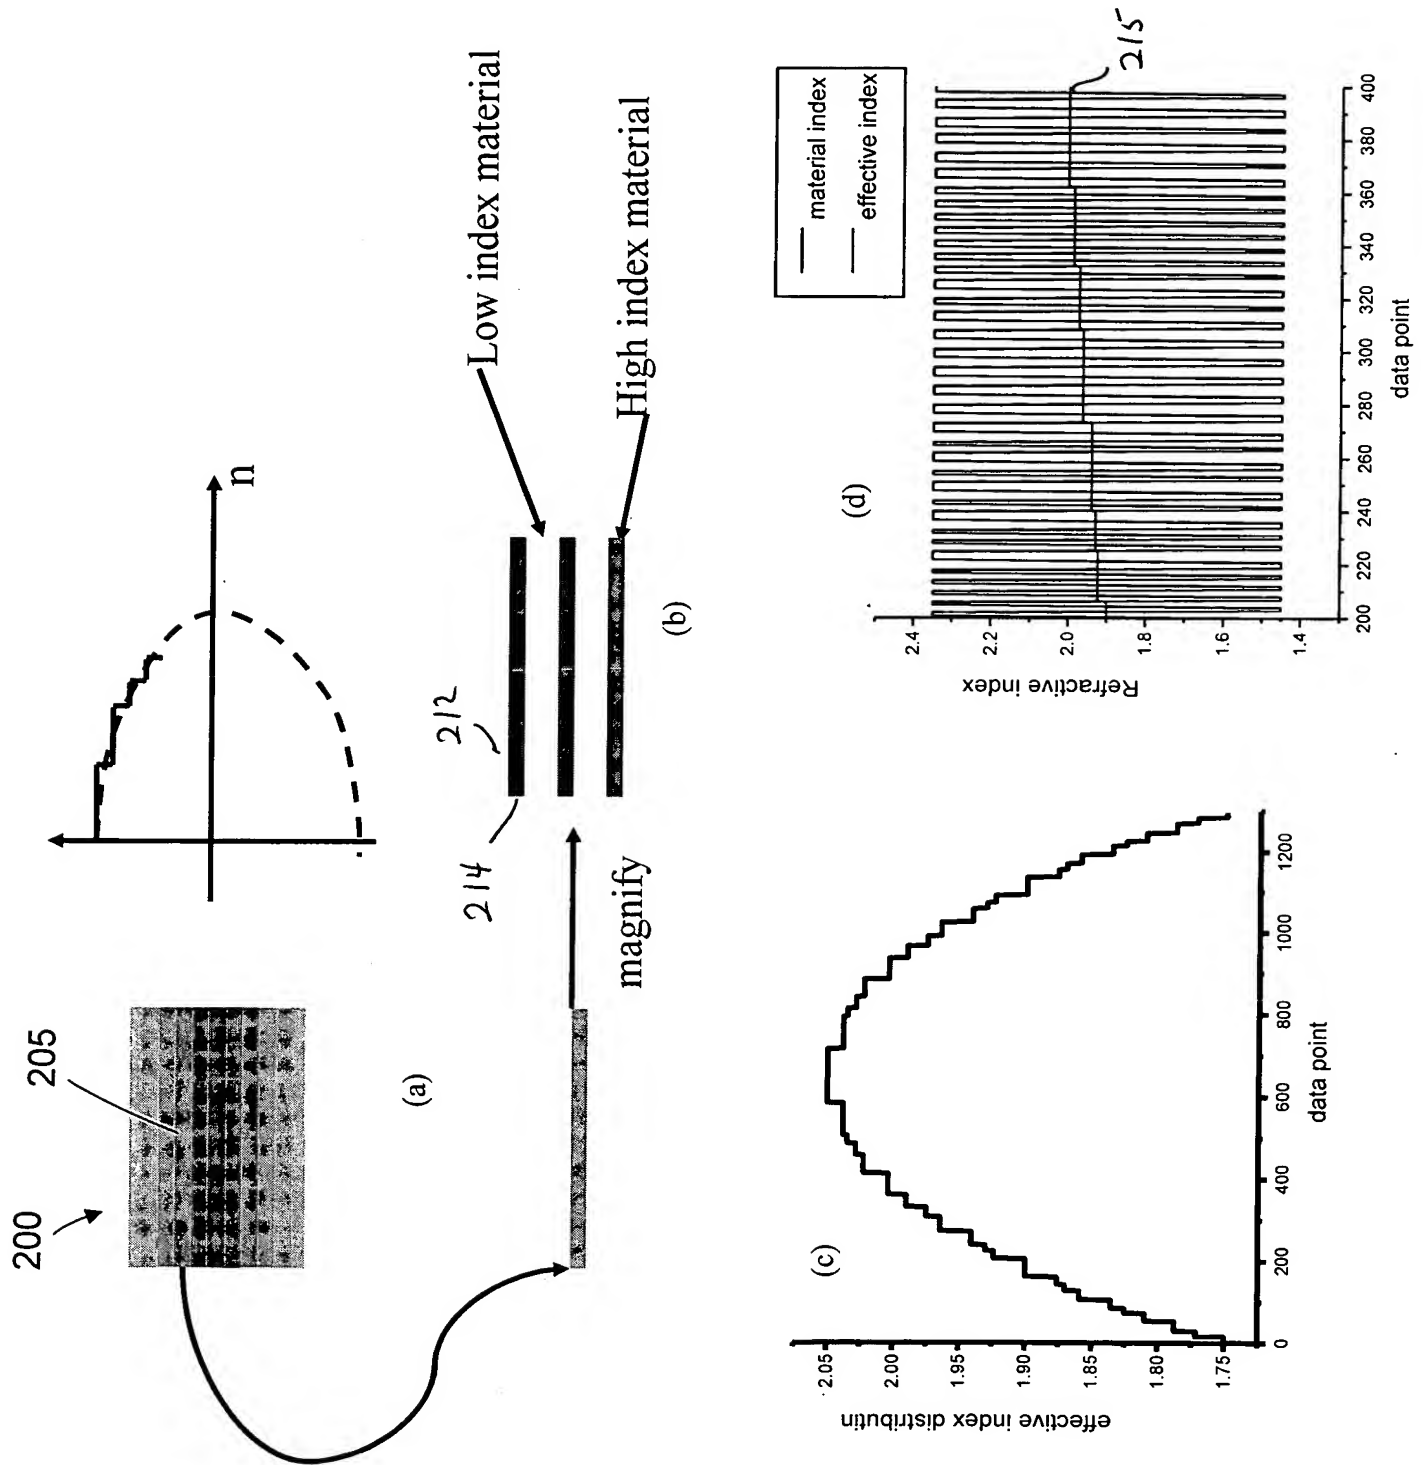 200
205
(a)
n
magnify
214
212
Low index material
High index material
(b)
(c)
effective index distributin
2.05
2.00
1.95
1.90
1.85
1.80
1.75
0
200
400
600
800
1000
1200
data point
(d)
material index
effective index
215
Refractive index
2.4
2.2
2.0
1.8
1.6
1.4
200
220
240
260
280
300
320
340
360
380
400
data point